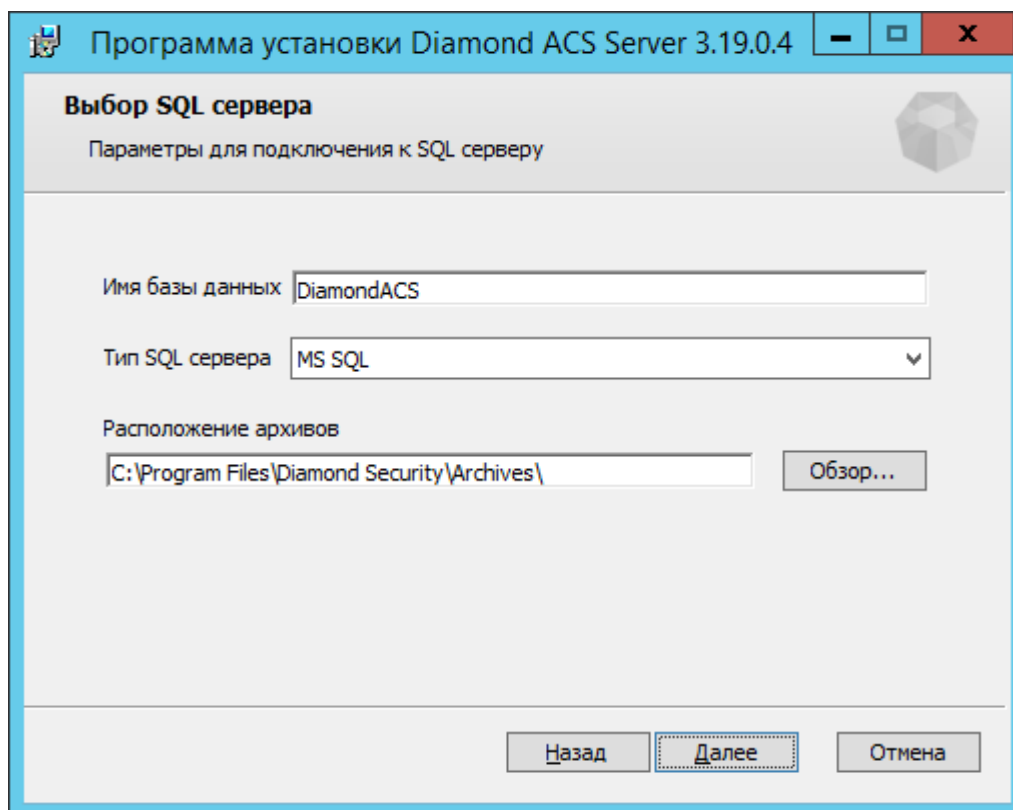 Программа установки Diamond ACS Server 3.19.0.4
Выбор SQL сервера
Параметры для подключения к SQL серверу
Имя базы данных DiamondACS
Тип SQL сервера MS SQL
Расположение архивов
C:\Program Files\Diamond Security\Archives\ Обзор...
Назад Далее Отмена